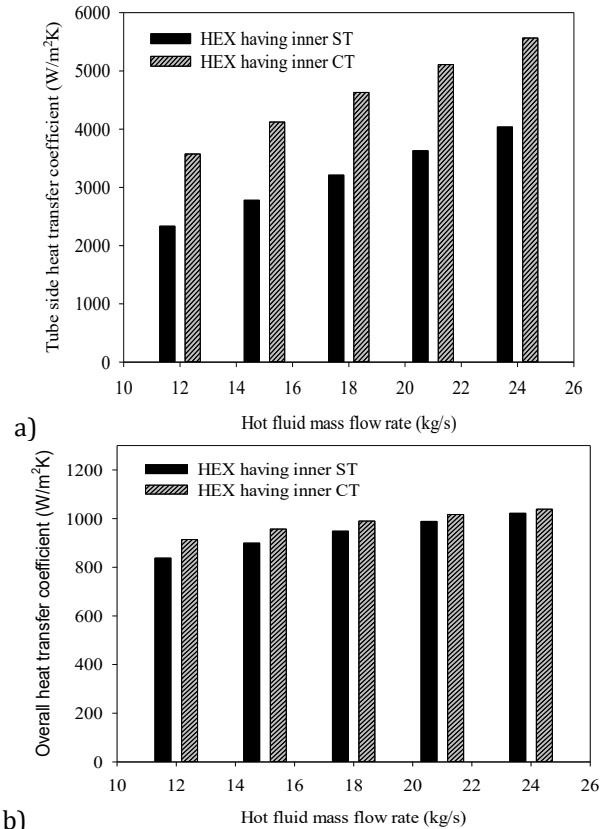 Tube side heat transfer coefficient (W/m²K)
6000
5000
4000
3000
2000
1000
0
HEX having inner ST
HEX having inner CT
10 12 14 16 18 20 22 24 26
Hot fluid mass flow rate (kg/s)
a)
Overall heat transfer coefficient (W/m²K)
1200
1000
800
600
400
200
0
HEX having inner ST
HEX having inner CT
10 12 14 16 18 20 22 24 26
Hot fluid mass flow rate (kg/s)
b)